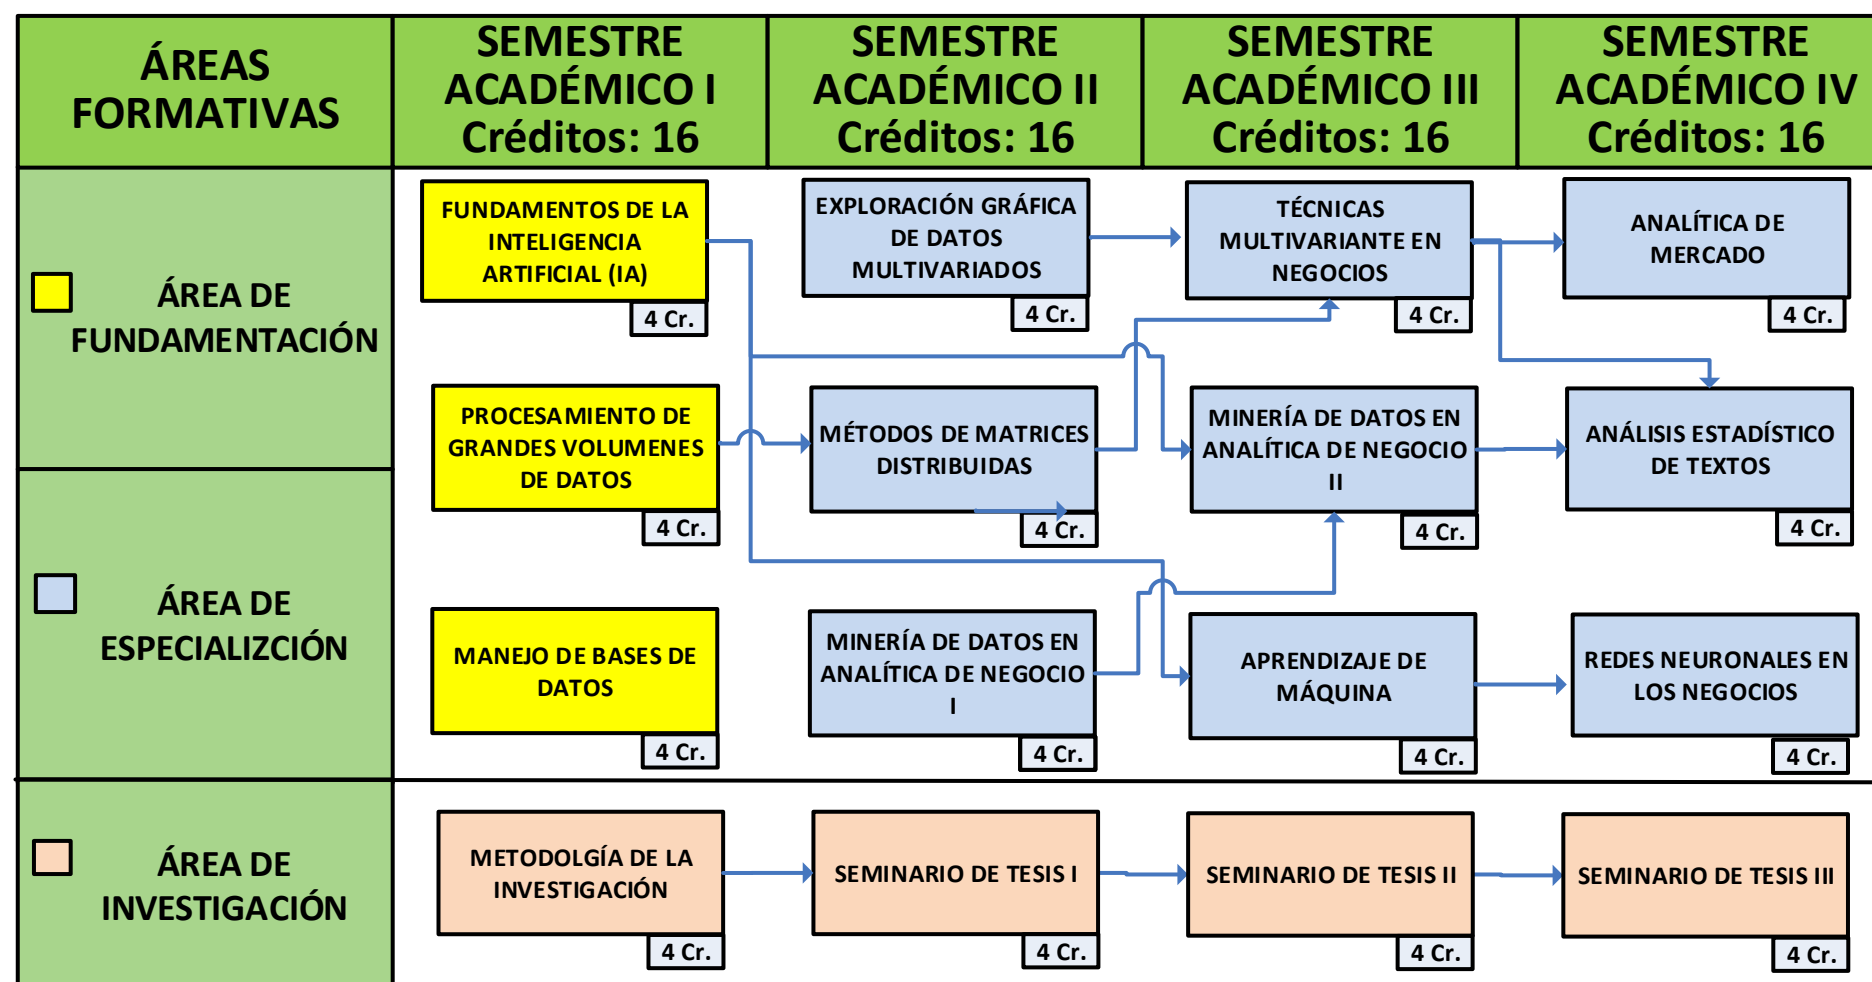 ÁREAS
FORMATIVAS
SEMESTRE
ACADÉMICO I
Créditos: 16
SEMESTRE
ACADÉMICO II
Créditos: 16
SEMESTRE
ACADÉMICO III
Créditos: 16
SEMESTRE
ACADÉMICO IV
Créditos: 16
ÁREA DE
FUNDAMENTACIÓN
FUNDAMENTOS DE LA
INTELIGENCIA
ARTIFICIAL (IA)
4 Cr.
EXPLORACIÓN GRÁFICA
DE DATOS
MULTIVARIADOS
4 Cr.
TÉCNICAS
MULTIVARIANTE EN
NEGOCIOS
4 Cr.
ANALÍTICA DE
MERCADO
4 Cr.
PROCESAMIENTO DE
GRANDES VOLUMENES
DE DATOS
4 Cr.
MÉTODOS DE MATRICES
DISTRIBUIDAS
4 Cr.
MINERÍA DE DATOS EN
ANALÍTICA DE NEGOCIO
II
4 Cr.
ANÁLISIS ESTADÍSTICO
DE TEXTOS
4 Cr.
ÁREA DE
ESPECIALIZCIÓN
MANEJO DE BASES DE
DATOS
4 Cr.
MINERÍA DE DATOS EN
ANALÍTICA DE NEGOCIO
I
4 Cr.
APRENDIZAJE DE
MÁQUINA
4 Cr.
REDES NEURONALES EN
LOS NEGOCIOS
4 Cr.
ÁREA DE
INVESTIGACIÓN
METODOLGÍA DE LA
INVESTIGACIÓN
4 Cr.
SEMINARIO DE TESIS I
4 Cr.
SEMINARIO DE TESIS II
4 Cr.
SEMINARIO DE TESIS III
4 Cr.